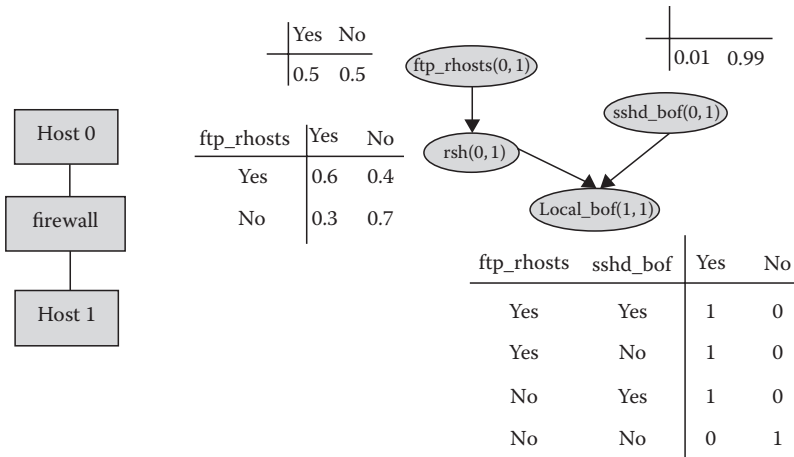 Yes No
0.5 0.5
0.01 0.99
ftp_rhosts(0, 1)
sshd_bof(0, 1)
rsh(0, 1)
Local_bof(1, 1)
Host 0
firewall
Host 1
ftp_rhosts Yes No
Yes 0.6 0.4
No 0.3 0.7
ftp_rhosts sshd_bof Yes No
Yes Yes 1 0
Yes No 1 0
No Yes 1 0
No No 0 1